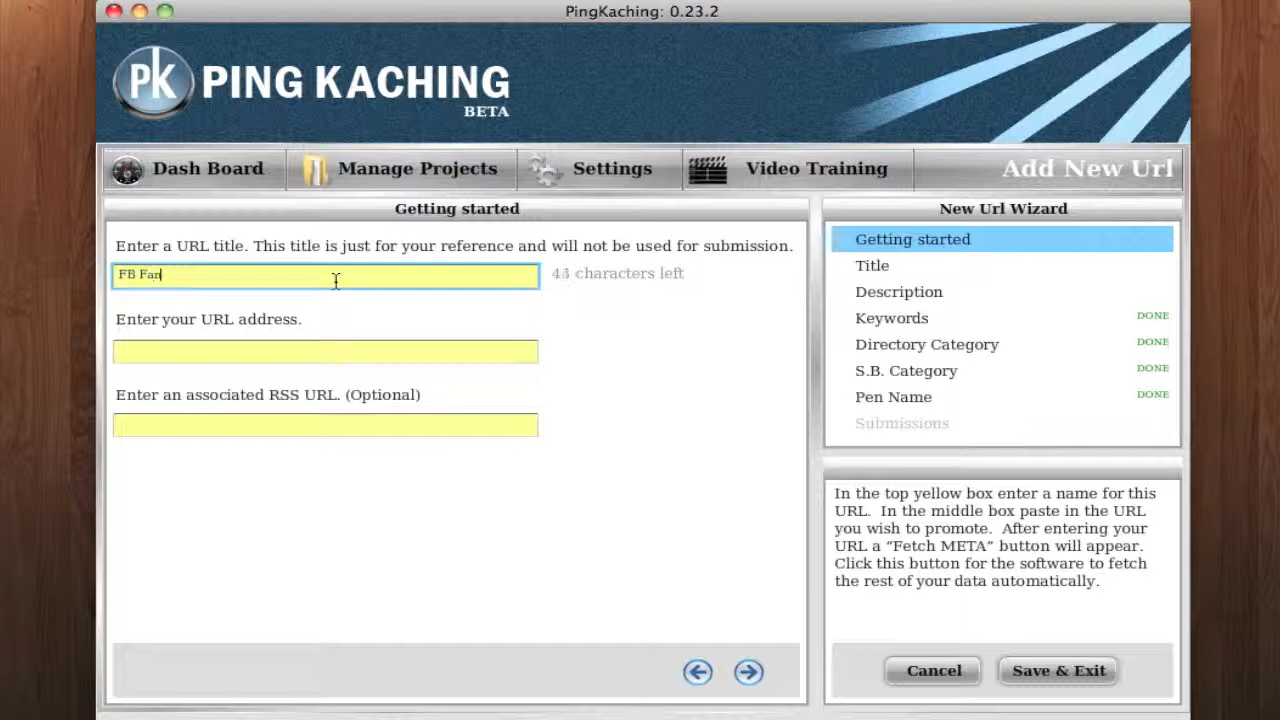 PingKaching: 0.23.2
PK PING KACHING
BETA
Dash Board Manage Projects Settings Video Training Add New Url
Getting started
Enter a URL title. This title is just for your reference and will not be used for submission.
FB Fan
characters left
Enter your URL address.
Enter an associated RSS URL. (Optional)
New Url Wizard
Getting started
Title
Description
Keywords DONE
Directory Category DONE
S.B. Category DONE
Pen Name DONE
Submissions
In the top yellow box enter a name for this
URL. In the middle box paste in the URL
you wish to promote. After entering your
URL a “Fetch META” button will appear.
Click this button for the software to fetch
the rest of your data automatically.
Cancel Save & Exit